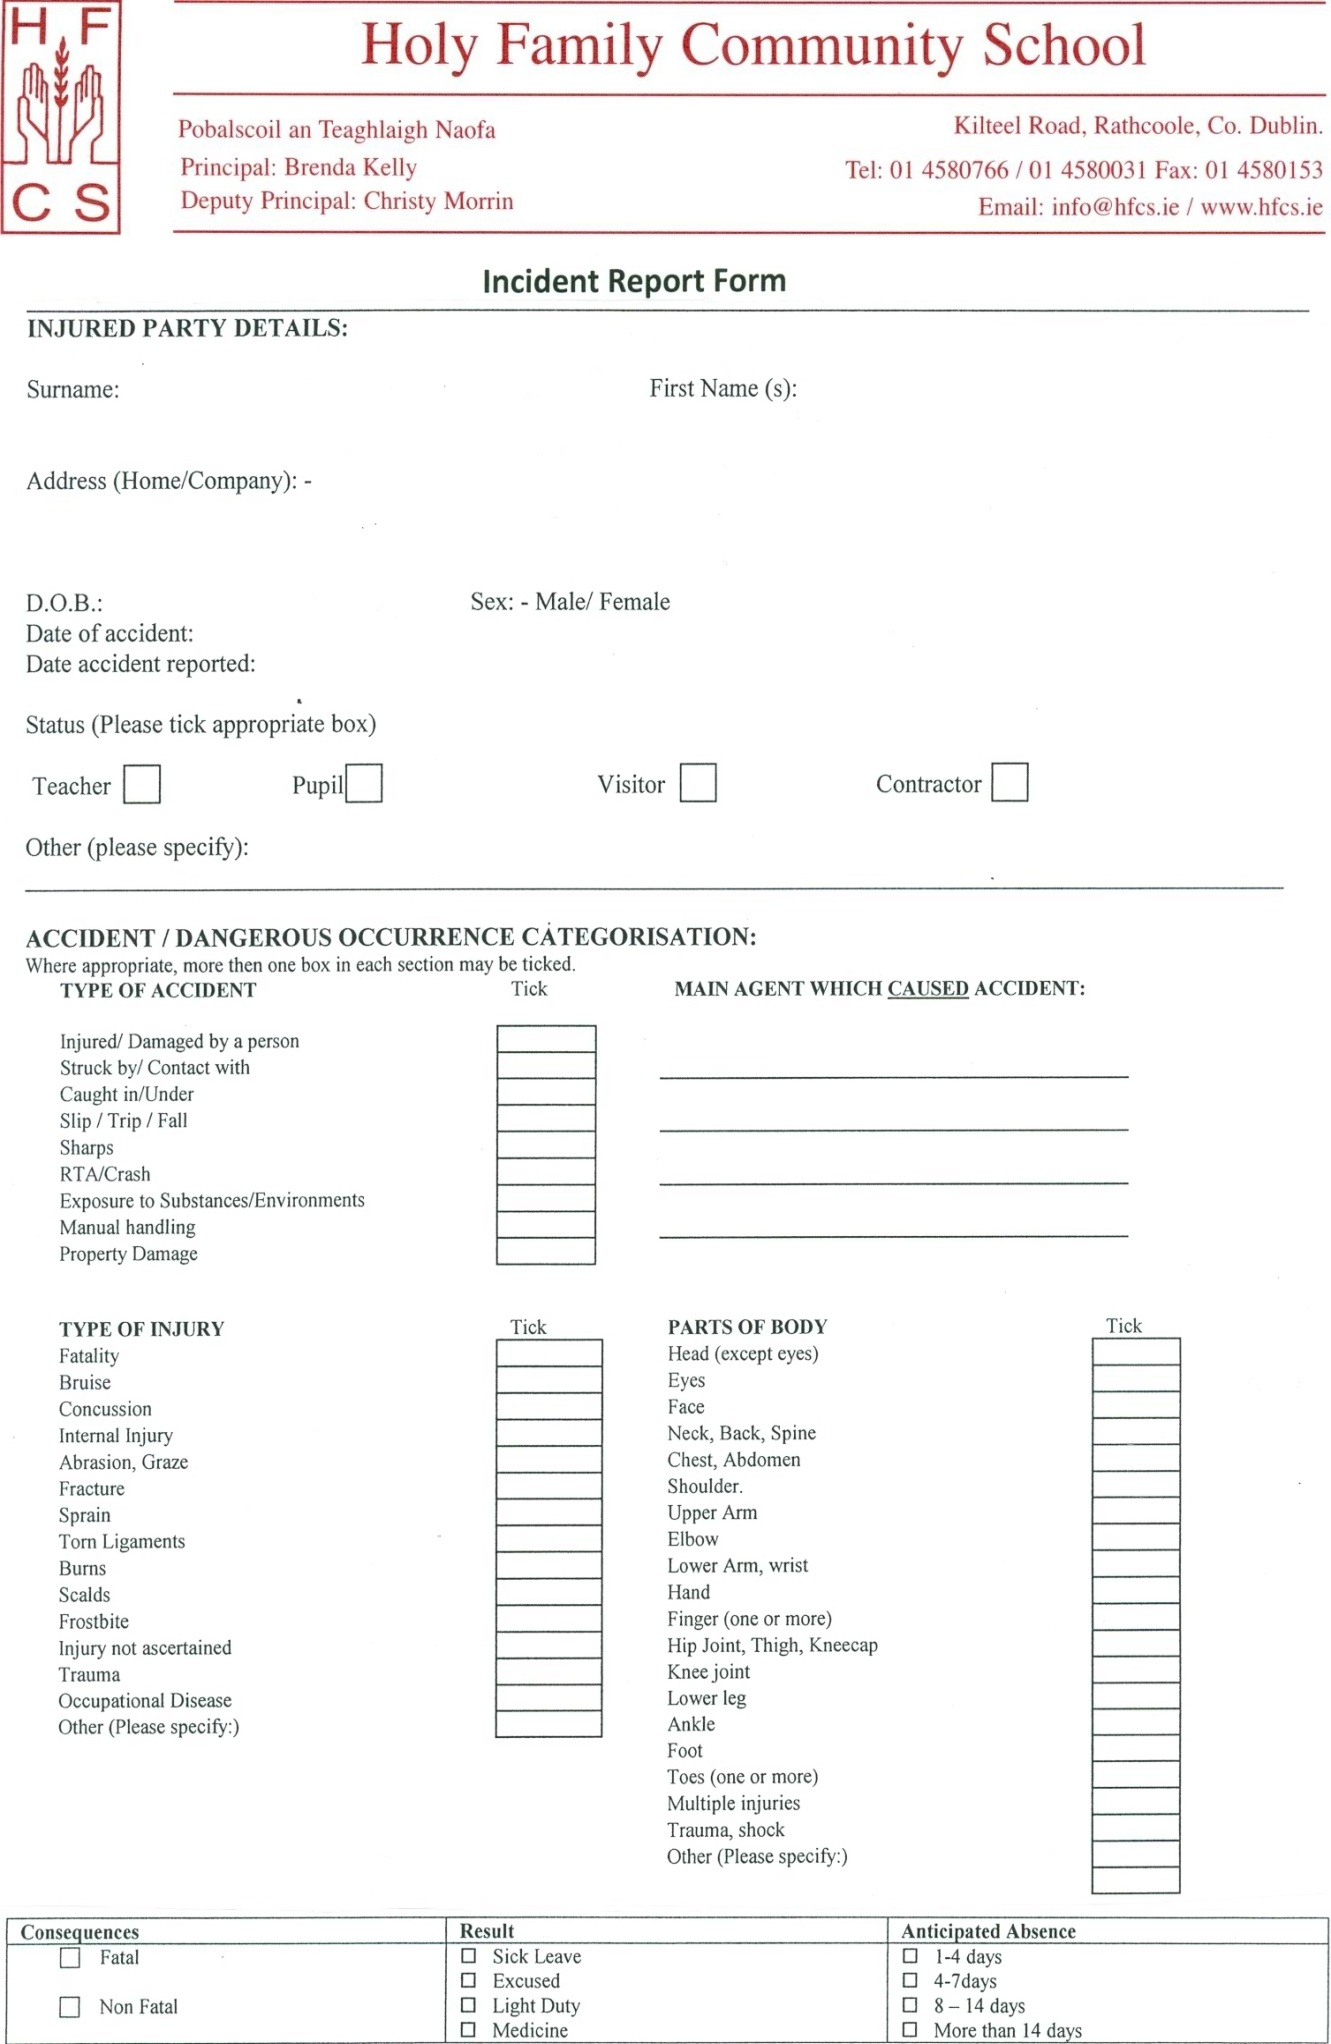 H F
C S
Holy Family Community School
Pobalscoil an Teaghlaigh Naofa
Principal: Brenda Kelly
Deputy Principal: Christy Morrin
Kilteel Road, Rathcoole, Co. Dublin.
Tel: 01 4580766 / 01 4580031 Fax: 01 4580153
Email: info@hfcs.ie / www.hfcs.ie
Incident Report Form
INJURED PARTY DETAILS:
Surname: First Name (s):
Address (Home/Company): -
D.O.B.: Sex: - Male/ Female
Date of accident:
Date accident reported:
Status (Please tick appropriate box)
Teacher Pupil Visitor Contractor
Other (please specify):
ACCIDENT / DANGEROUS OCCURRENCE CATEGORISATION:
Where appropriate, more then one box in each section may be ticked.
TYPE OF ACCIDENT Tick
Injured/ Damaged by a person
Struck by/ Contact with
Caught in/Under
Slip / Trip / Fall
Sharps
RTA/Crash
Exposure to Substances/Environments
Manual handling
Property Damage
MAIN AGENT WHICH CAUSED ACCIDENT:
TYPE OF INJURY Tick
Fatality
Bruise
Concussion
Internal Injury
Abrasion, Graze
Fracture
Sprain
Torn Ligaments
Burns
Scalds
Frostbite
Injury not ascertained
Trauma
Occupational Disease
Other (Please specify:)
PARTS OF BODY Tick
Head (except eyes)
Eyes
Face
Neck, Back, Spine
Chest, Abdomen
Shoulder.
Upper Arm
Elbow
Lower Arm, wrist
Hand
Finger (one or more)
Hip Joint, Thigh, Kneecap
Knee joint
Lower leg
Ankle
Foot
Toes (one or more)
Multiple injuries
Trauma, shock
Other (Please specify:)
Consequences
Fatal
Non Fatal
Result
Sick Leave
Excused
Light Duty
Medicine
Anticipated Absence
1-4 days
4-7days
8 – 14 days
More than 14 days